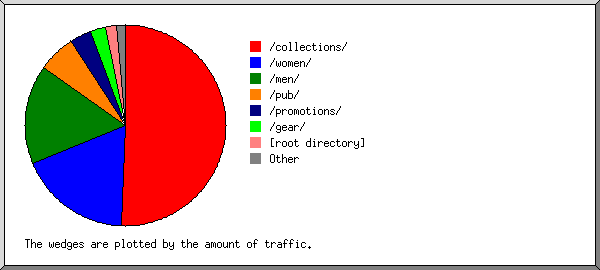 /collections/
/women/
/men/
/pub/
/promotions/
/gear/
[root directory]
Other
The wedges are plotted by the amount of traffic.